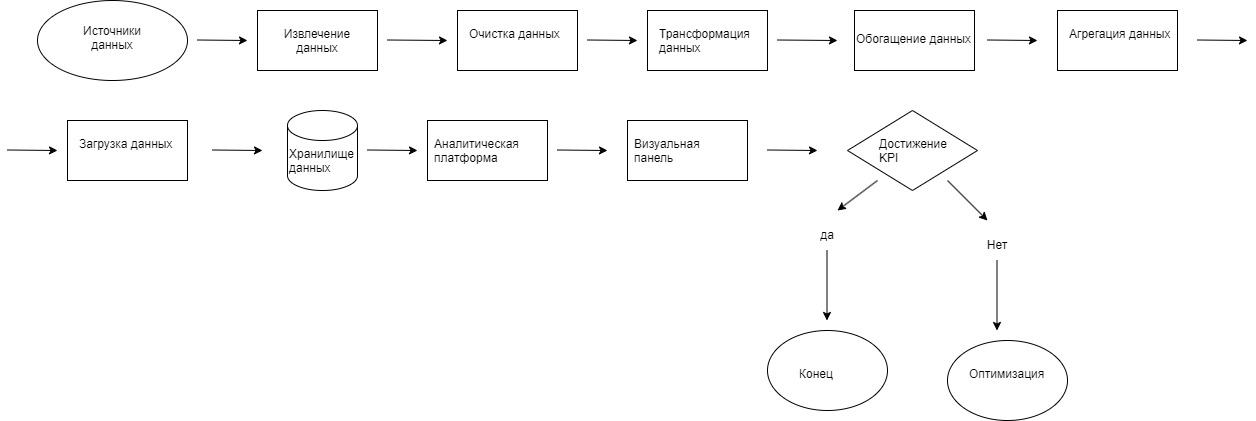 Источники
данных
Извлечение
данных
Очистка данных
Трансформация
данных
Обогащение данных
Агрегация данных
Загрузка данных
Хранилище
данных
Аналитическая
платформа
Визуальная
панель
Достижение
KPI
да
Нет
Конец
Оптимизация